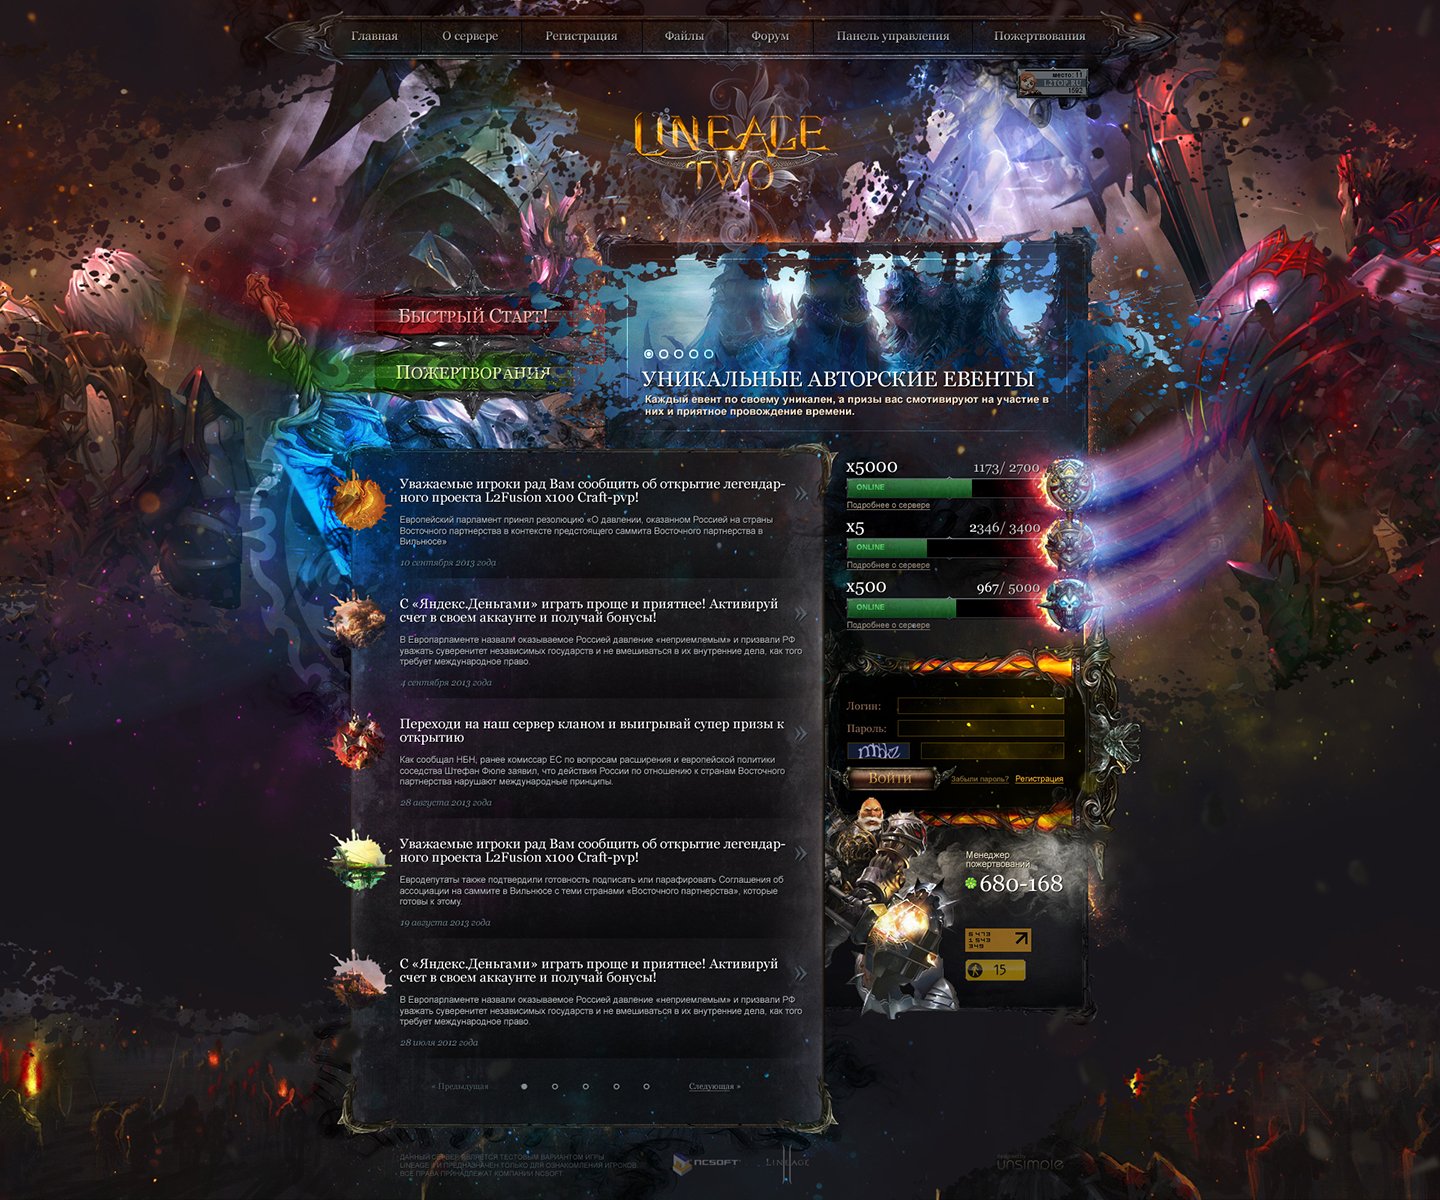 Главная
О сервере
Регистрация
Файлы
Форум
Панель управления
Пожертвования
место: 11
L2TOP.RU
1592
LINEAGE
TWO
Быстрый Старт!
Пожертворания
УНИКАЛЬНЫЕ АВТОРСКИЕ ЕВЕНТЫ
Каждый евент по своему уникален, а призы вас смотивируют на участие в
них и приятное провождение времени.
Уважаемые игроки рад Вам сообщить об открытие легендар-
ного проекта L2Fusion x100 Craft-pvp!
Европейский парламент принял резолюцию «О давлении, оказанном Россией на страны
Восточного партнерства в контексте предстоящего саммита Восточного партнерства в
Вильнюсе»
10 сентября 2013 года
С «Яндекс.Деньгами» играть проще и приятнее! Активируй
счет в своем аккаунте и получай бонусы!
В Европарламенте назвали оказываемое Россией давление «неприемлемым» и призвали РФ
уважать суверенитет независимых государств и не вмешиваться в их внутренние дела, как того
требует международное право.
4 сентября 2013 года
Переходи на наш сервер кланом и выигрывай супер призы к
открытию
Как сообщал НБН, ранее комиссар ЕС по вопросам расширения и европейской политики
соседства Штефан Фюле заявил, что действия России по отношению к странам Восточного
партнерства нарушают международные принципы.
28 августа 2013 года
Уважаемые игроки рад Вам сообщить об открытие легендар-
ного проекта L2Fusion x100 Craft-pvp!
Евродепутаты также подтвердили готовность подписать или парафировать Соглашения об
ассоциации на саммите в Вильнюсе с теми странами «Восточного партнерства», которые
готовы к этому.
19 августа 2013 года
С «Яндекс.Деньгами» играть проще и приятнее! Активируй
счет в своем аккаунте и получай бонусы!
В Европарламенте назвали оказываемое Россией давление «неприемлемым» и призвали РФ
уважать суверенитет независимых государств и не вмешиваться в их внутренние дела, как того
требует международное право.
28 июля 2012 года
« Предыдущая
Следующая »
x5000
1173/ 2700
ONLINE
Подробнее о сервере
x5
2346/ 3400
ONLINE
Подробнее о сервере
x500
967/ 5000
ONLINE
Подробнее о сервере
Логин:
Пароль:
Войти
Забыли пароль?
Регистрация
Менеджер
пожертвований
680-168
5 473
1 543
349
15
ДАННЫЙ СЕРВЕР ЯВЛЯЕТСЯ ТЕСТОВЫМ ВАРИАНТОМ ИГРЫ
LINEAGE II И ПРЕДНАЗНАЧЕН ТОЛЬКО ДЛЯ ОЗНАКОМЛЕНИЯ ИГРОКОВ.
ВСЕ ПРАВА ПРИНАДЛЕЖАТ КОМПАНИИ NCSOFT.
NCSOFT
LINEAGE II
unsimple